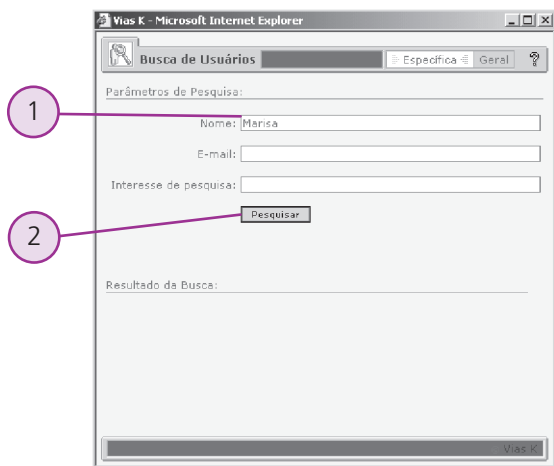 Vias K - Microsoft Internet Explorer
Busca de Usuários
Específica
Geral
?
Parâmetros de Pesquisa:
1
Nome: Marisa
E-mail:
Interesse de pesquisa:
2
Pesquisar
Resultado da Busca:
Vias K